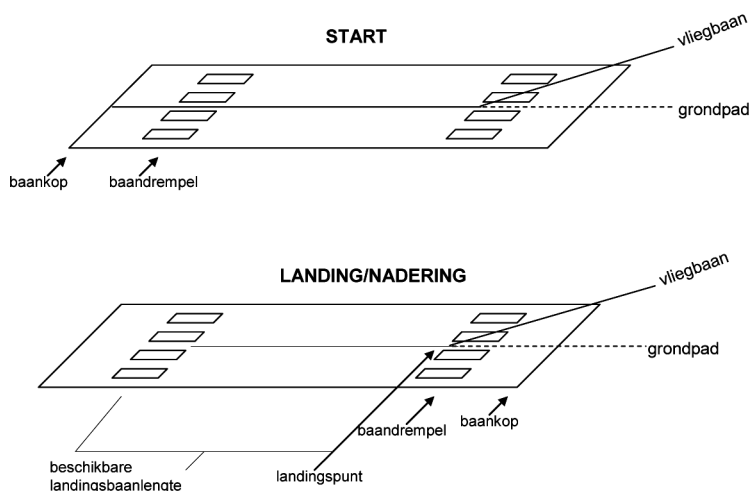 START
vliegbaan
grondpad
baankop
baandrempel
LANDING/NADERING
vliegbaan
grondpad
baandrempel
baankop
beschikbare
landingsbaanlengte
landingspunt